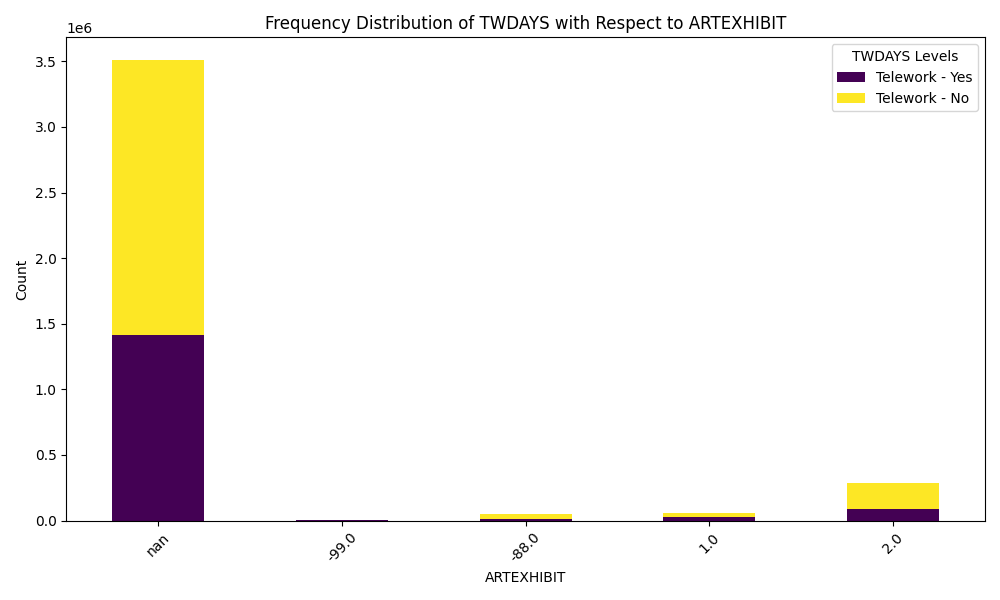 Frequency Distribution of TWDAYS with Respect to ARTEXHIBIT
1e6
TWDAYS Levels
Telework - Yes
Telework - No
3.5
3.0
2.5
2.0
1.5
1.0
0.5
0.0
Count
nan
-99.0
-88.0
1.0
2.0
ARTEXHIBIT